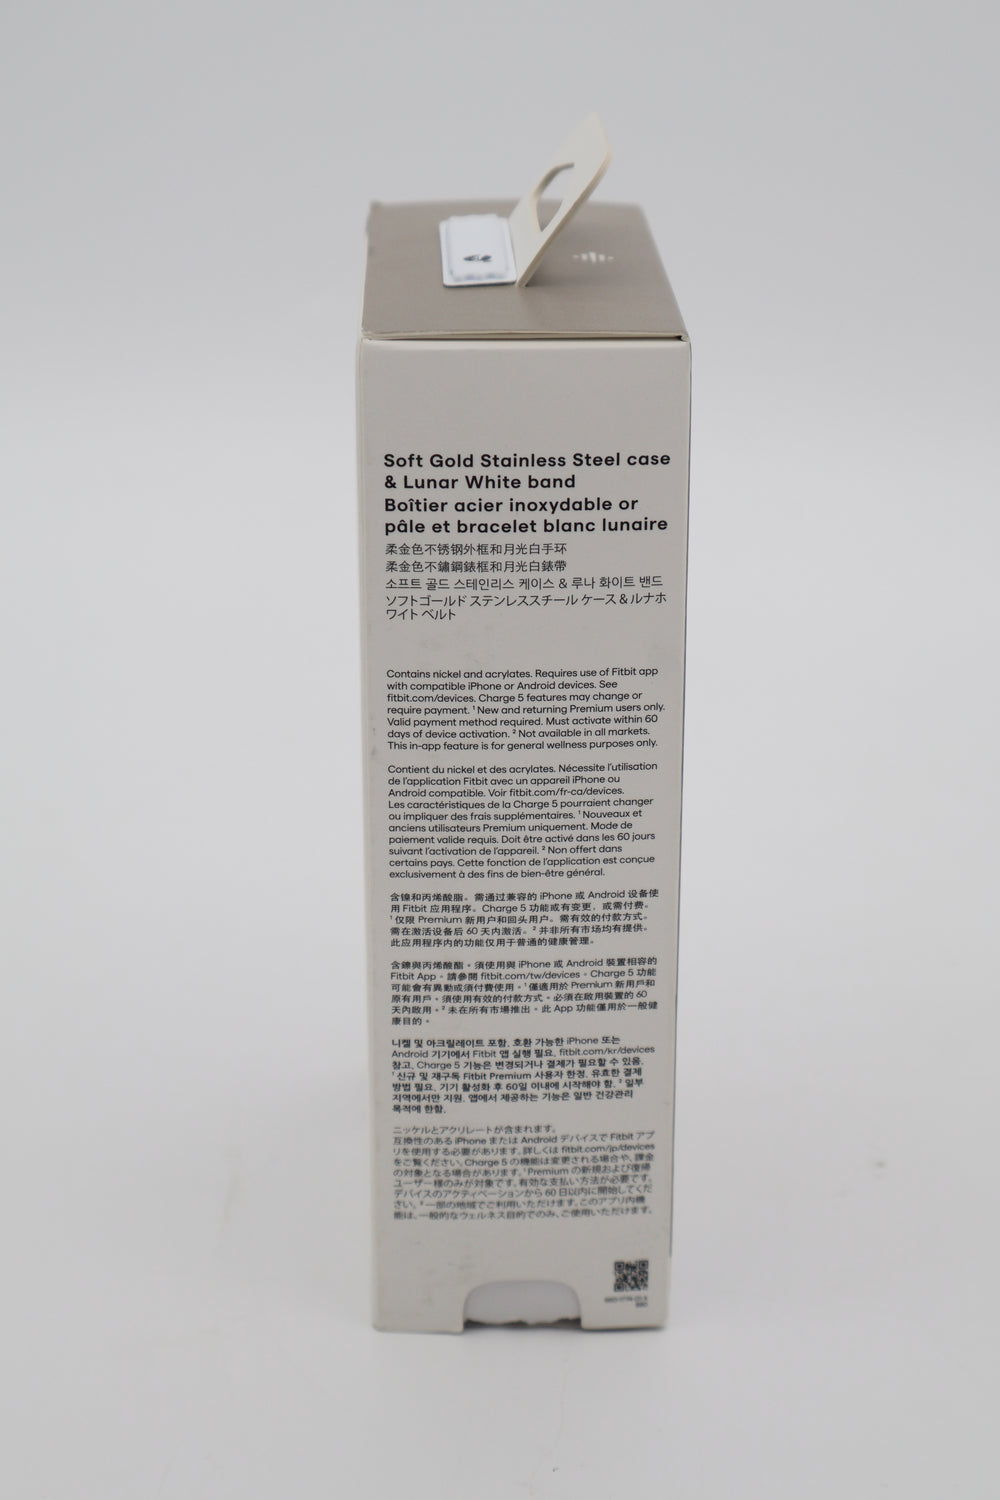 Soft Gold Stainless Steel case
& Lunar White band
Boîtier acier inoxydable or
pâle et bracelet blanc lunaire
柔金色不锈钢外框和月光白手环
柔金色不鏽鋼錶框和月光白錶帶
소프트 골드 스테인리스 케이스 & 루나 화이트 밴드
ソフトゴールド ステンレススチール ケース & ルナホ
ワイト ベルト
Contains nickel and acrylates. Requires use of Fitbit app
with compatible iPhone or Android devices. See
fitbit.com/devices. Charge 5 features may change or
require payment. ¹ New and returning Premium users only.
Valid payment method required. Must activate within 60
days of device activation. ² Not available in all markets.
This in-app feature is for general wellness purposes only.
Contient du nickel et des acrylates. Nécessite l'utilisation
de l'application Fitbit avec un appareil iPhone ou
Android compatible. Voir fitbit.com/fr-ca/devices.
Les caractéristiques de la Charge 5 pourraient changer
ou impliquer des frais supplémentaires. ¹ Nouveaux et
anciens utilisateurs Premium uniquement. Mode de
paiement valide requis. Doit être activé dans les 60 jours
suivant l'activation de l'appareil. ² Non offert dans
certains pays. Cette fonction de l'application est conçue
exclusivement à des fins de bien-être général.
含镍和丙烯酸脂。需通过兼容的 iPhone 或 Android 设备使
用 Fitbit 应用程序。Charge 5 功能或有变更，或需付费。
¹ 仅限 Premium 新用户和回头用户。需有效的付款方式。
需在激活设备后 60 天内激活。² 并非所有市场均有提供。
此应用程序内的功能仅用于普通的健康管理。
含鎳與丙烯酸酯。須使用與 iPhone 或 Android 裝置相容的
Fitbit App。請參閱 fitbit.com/tw/devices。Charge 5 功能
可能會有異動或須付費使用。¹ 僅適用於 Premium 新用戶和
原有用戶。須使用有效的付款方式。必須在啟用裝置的 60
天內啟用。² 未在所有市場推出。此 App 功能僅用於一般健
康目的。
니켈 및 아크릴레이트 포함. 호환 가능한 iPhone 또는
Android 기기에서 Fitbit 앱 실행 필요. fitbit.com/kr/devices
참고. Charge 5 기능은 변경되거나 결제가 필요할 수 있음.
¹ 신규 및 재구독 Fitbit Premium 사용자 한정. 유효한 결제
방법 필요. 기기 활성화 후 60일 이내에 시작해야 함. ² 일부
지역에서만 지원. 앱에서 제공하는 기능은 일반 건강관리
목적에 한함.
ニッケルとアクリレートが含まれます。
互換性のある iPhone または Android デバイスで Fitbit アプ
リを使用する必要があります。詳しくは fitbit.com/jp/devices
をご覧ください。Charge 5 の機能は変更される場合や、課金
の対象となる場合があります。¹ Premium の新規および復帰
ユーザー様のみが対象です。有効な支払い方法が必要です。
デバイスのアクティベーションから 60 日以内に開始してくだ
さい。² 一部の地域でご利用いただけます。このアプリ内機
能は、一般的なウェルネス目的でのみ、ご使用いただけます。